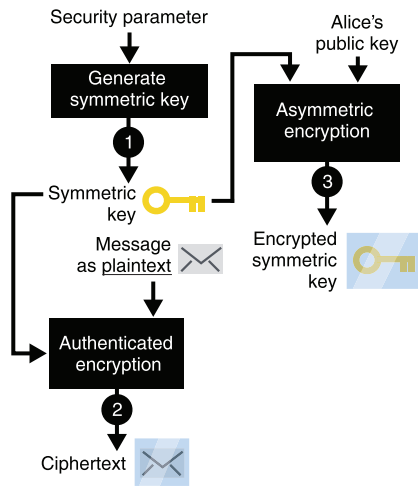 Security parameter
Generate
symmetric key
1
Symmetric
key
Message
as plaintext
Authenticated
encryption
2
Ciphertext
Alice's
public key
Asymmetric
encryption
3
Encrypted
symmetric
key